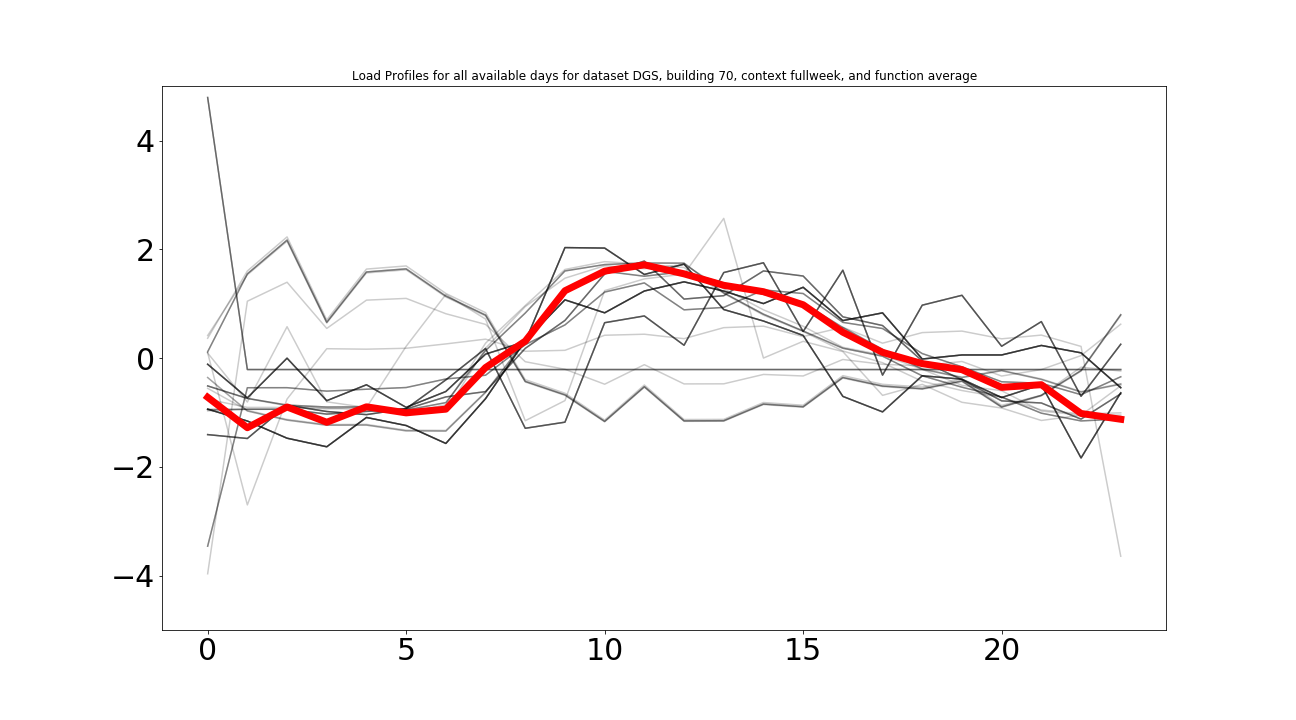 Load Profiles for all available days for dataset DGS, building 70, context fullweek, and function average
4
2
0
−2
−4
0 5 10 15 20